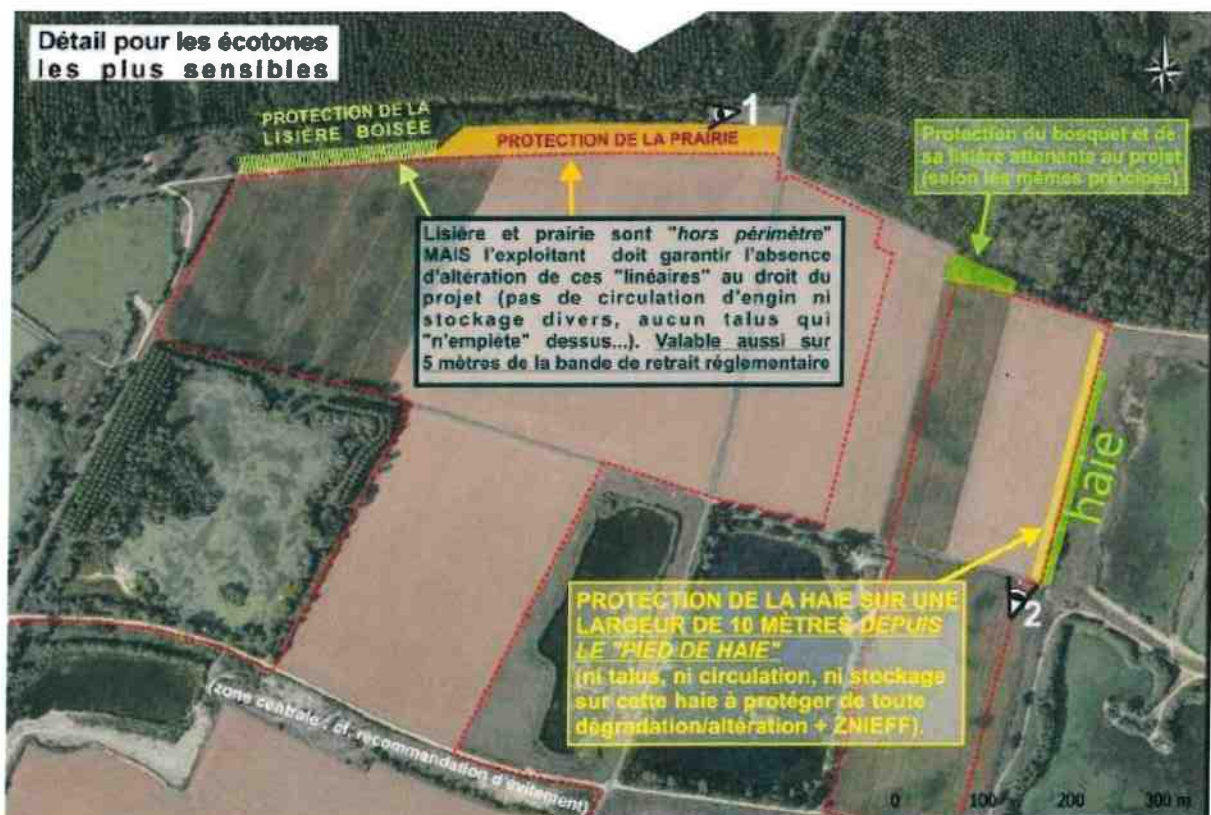 Détail pour les écotones
les plus sensibles
PROTECTION DE LA
LISIÈRE BOISÉE
PROTECTION DE LA PRAIRIE
1
Protection du bosquet et de
sa lisière attenants au projet
(selon les mêmes principes)
Lisière et prairie sont "hors périmètre"
MAIS l'exploitant doit garantir l'absence
d'altération de ces "linéaires" au droit du
projet (pas de circulation d'engin ni
stockage divers, aucun talus qui
"n'empiète" dessus...). Valable aussi sur
5 mètres de la bande de retrait réglementaire
haie
2
PROTECTION DE LA HAIE SUR UNE
LARGEUR DE 10 MÈTRES DEPUIS
LE "PIED DE HAIE"
(ni talus, ni circulation, ni stockage
sur cette haie à protéger de toute
dégradation/altération + ZNIEFF).
(zone centrale : cf. recommandation d'évitement)
0 100 200 300 m